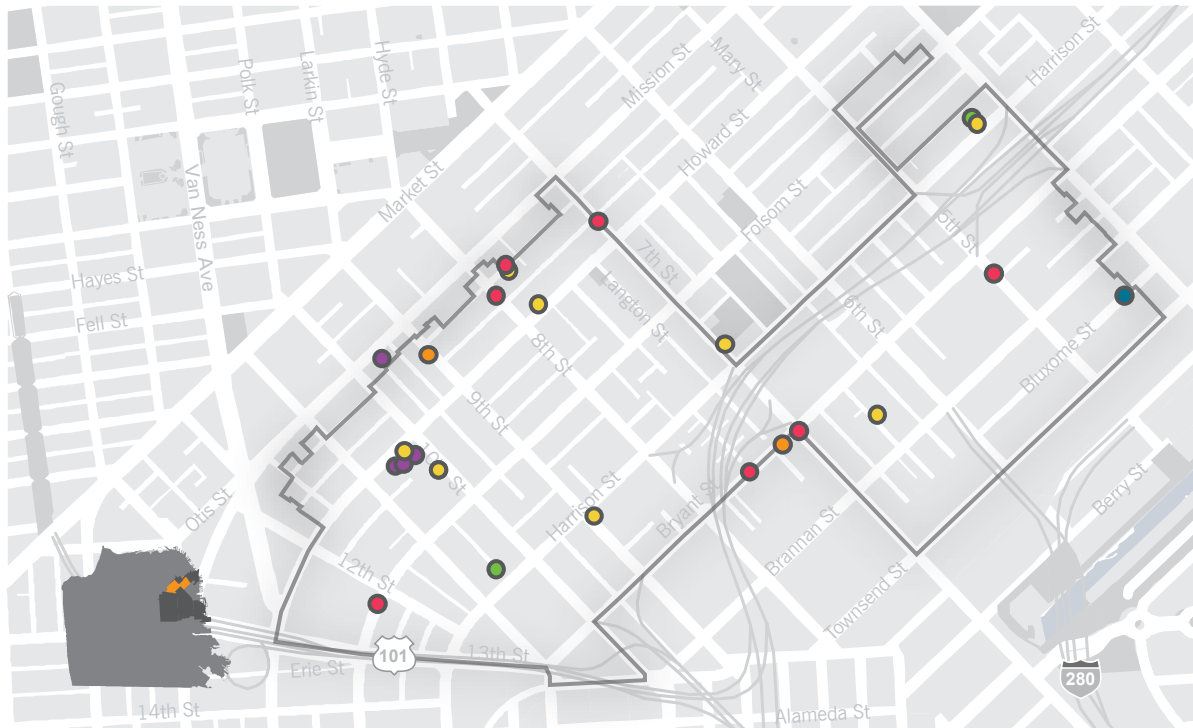 Gough St
Polk St
Larkin St
Hyde St
Mission St
Mary St
Harrison St
Van Ness Ave
Market St
Howard St
Folsom St
Hayes St
Fell St
7th St
Langton St
6th St
6th St
8th St
Bluxome St
9th St
10th St
Otis St
Harrison St
Bryant St
Berry St
Brannan St
12th St
Townsend St
101
13th St
Erie St
280
14th St
Alameda St